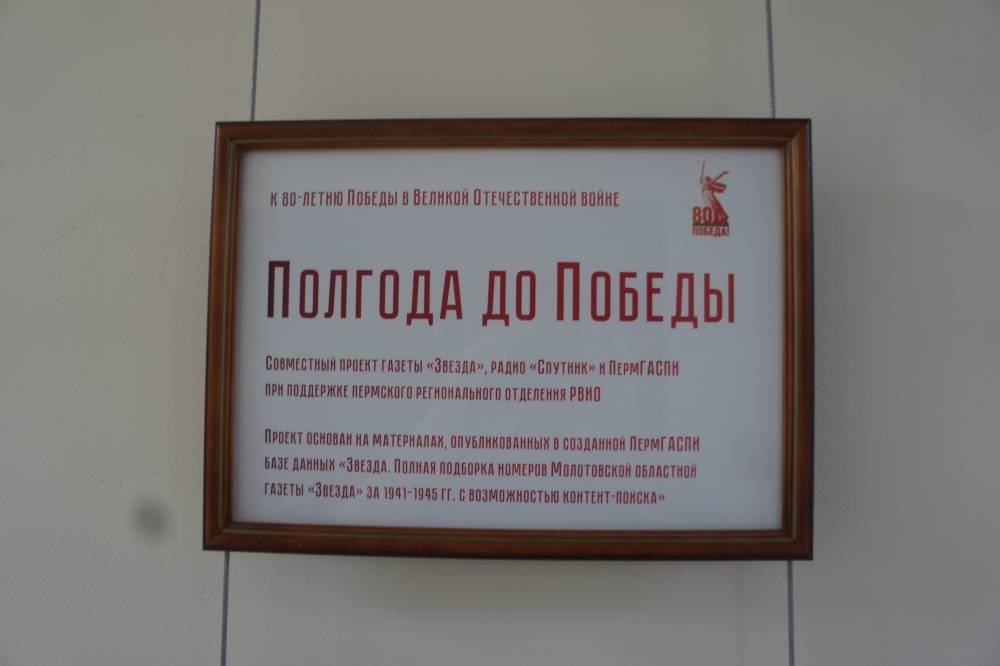 К 80-ЛЕТИЮ ПОБЕДЫ В ВЕЛИКОЙ ОТЕЧЕСТВЕННОЙ ВОЙНЕ
80
ПОБЕДА!
ПОЛГОДА ДО ПОБЕДЫ
СОВМЕСТНЫЙ ПРОЕКТ ГАЗЕТЫ «ЗВЕЗДА», РАДИО «СПУТНИК» И ПЕРМГАСПИ
ПРИ ПОДДЕРЖКЕ ПЕРМСКОГО РЕГИОНАЛЬНОГО ОТДЕЛЕНИЯ РВИО
ПРОЕКТ ОСНОВАН НА МАТЕРИАЛАХ, ОПУБЛИКОВАННЫХ В СОЗДАННОЙ ПЕРМГАСПИ
БАЗЕ ДАННЫХ «ЗВЕЗДА. ПОЛНАЯ ПОДБОРКА НОМЕРОВ МОЛОТОВСКОЙ ОБЛАСТНОЙ
ГАЗЕТЫ «ЗВЕЗДА» ЗА 1941-1945 ГГ. С ВОЗМОЖНОСТЬЮ КОНТЕНТ-ПОИСКА»